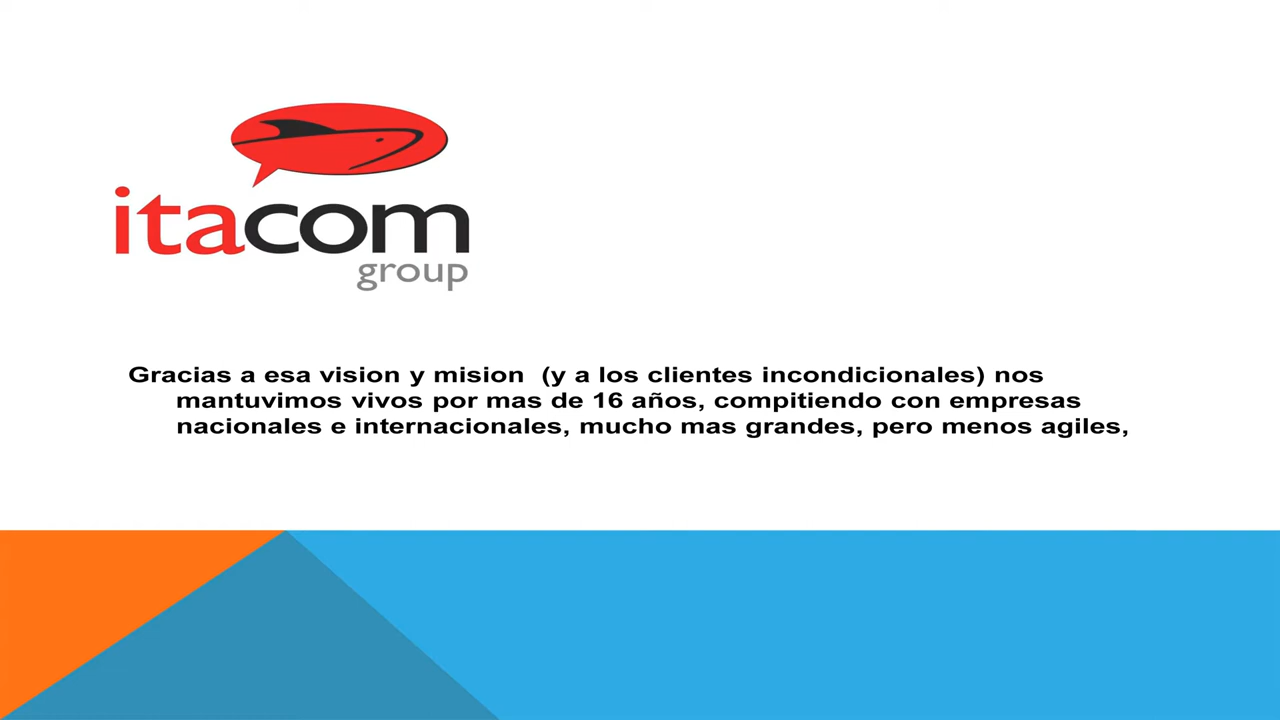 itacom
group
Gracias a esa vision y mision (y a los clientes incondicionales) nos
mantuvimos vivos por mas de 16 años, compitiendo con empresas
nacionales e internacionales, mucho mas grandes, pero menos agiles,